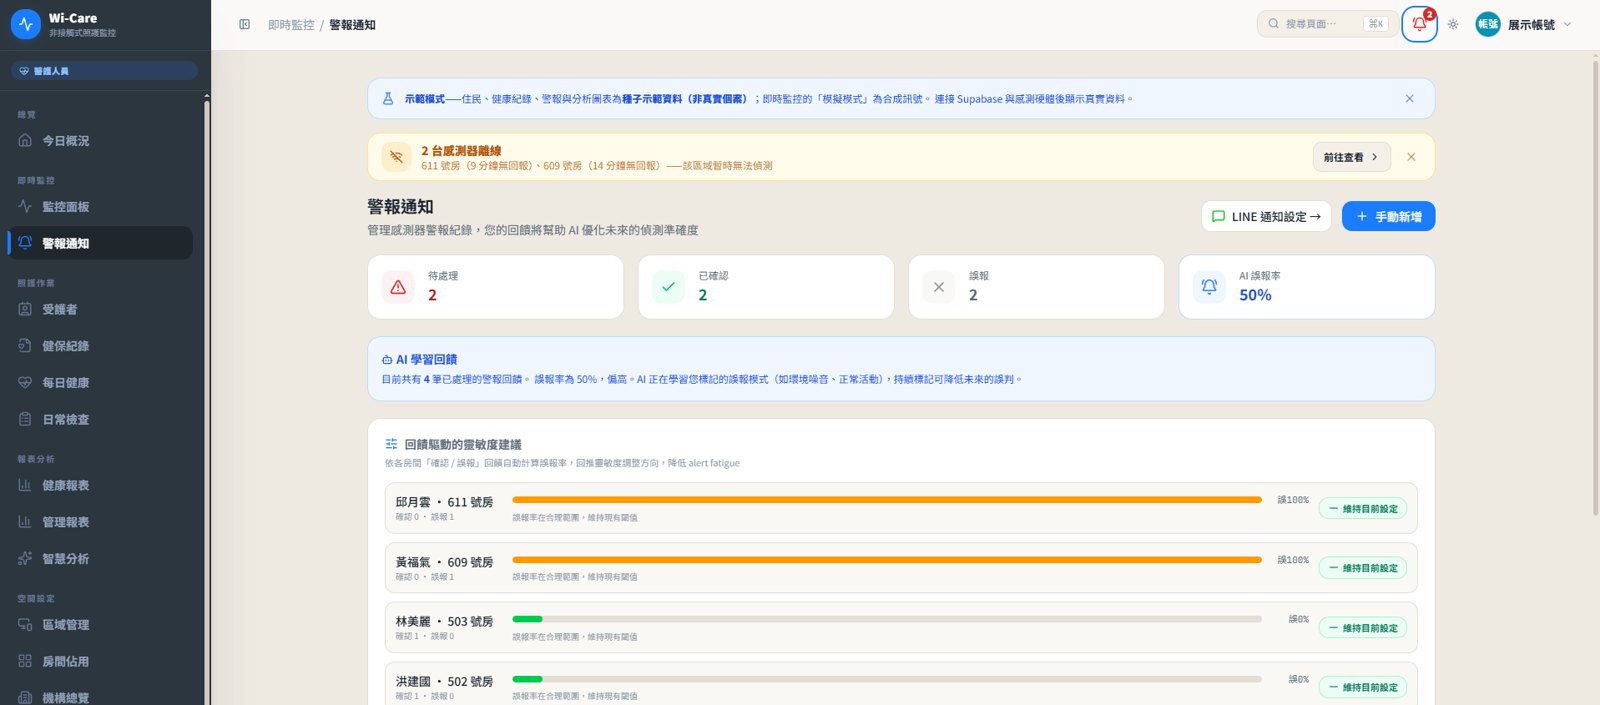 Wi-Care
非接觸式照護監控
醫護人員
總覽
今日概況
即時監控
監控面板
警報通知
照護作業
受護者
健保紀錄
每日健康
日常檢查
報表分析
健康報表
管理報表
智慧分析
空間設定
區域管理
房間佔用
機構總覽
即時監控 / 警報通知
搜尋頁面… ⌘K
2
帳號 展示帳號
示範模式——住民、健康紀錄、警報與分析圖表為種子示範資料（非真實個案）；即時監控的「模擬模式」為合成訊號。 連接 Supabase 與感測硬體後顯示真實資料。
2 台感測器離線
611 號房（9 分鐘無回報）、609 號房（14 分鐘無回報）——該區域暫時無法偵測
前往查看
警報通知
管理感測器警報紀錄，您的回饋將幫助 AI 優化未來的偵測準確度
LINE 通知設定 →
手動新增
待處理
2
已確認
2
誤報
2
AI 誤報率
50%
AI 學習回饋
目前共有 4 筆已處理的警報回饋。 誤報率為 50%，偏高。AI 正在學習您標記的誤報模式（如環境噪音、正常活動），持續標記可降低未來的誤判。
回饋驅動的靈敏度建議
依各房間「確認 / 誤報」回饋自動計算誤報率，回推靈敏度調整方向，降低 alert fatigue
邱月雲 · 611 號房
確認 0 · 誤報 1
誤報率在合理範圍，維持現有閾值
誤100%
維持目前設定
黃福氣 · 609 號房
確認 0 · 誤報 1
誤報率在合理範圍，維持現有閾值
誤100%
維持目前設定
林美麗 · 503 號房
確認 1 · 誤報 0
誤報率在合理範圍，維持現有閾值
誤0%
維持目前設定
洪建國 · 502 號房
確認 1 · 誤報 0
誤報率在合理範圍，維持現有閾值
誤0%
維持目前設定